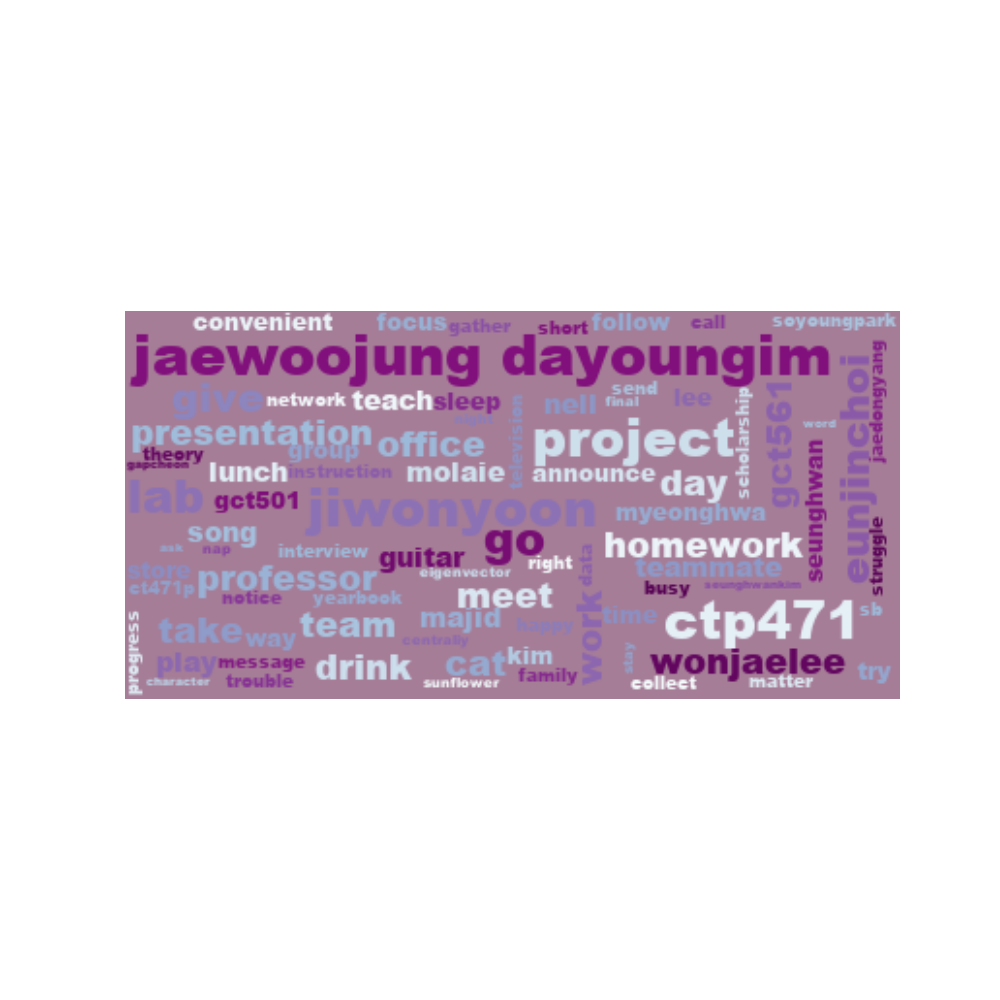 convenient focus gather short follow call soyoungpark
jaewoojung dayoungim
give network teach sleep nell send final lee
presentation group office television project scholarship gct561 word eunjinchoi jaedongyang
theory
gapcheon lunch instruction molaie announce day seunghwan
lab gct501 jiwonyoon myeonghwa
song go homework
ask nap interview guitar right teammate struggle
store professor eigenvector data busy seunghwankim
ct471p notice yearbook meet
progress take way team majid happy work time ctp471 sb
centrally
play message drink cat kim stay wonjaelee try
character trouble sunflower family collect matter